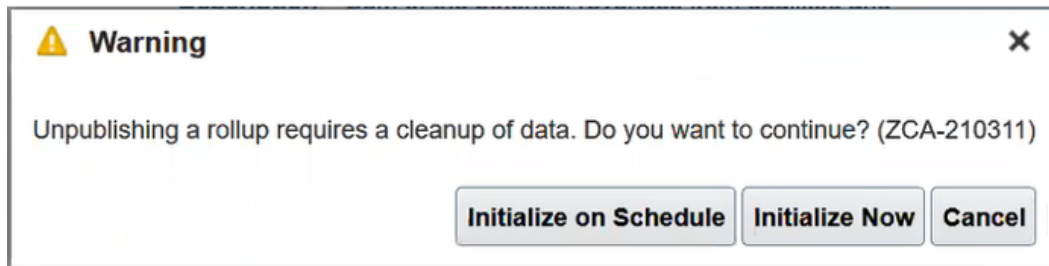 Warning
Unpublishing a rollup requires a cleanup of data. Do you want to continue? (ZCA-210311)
Initialize on Schedule Initialize Now Cancel